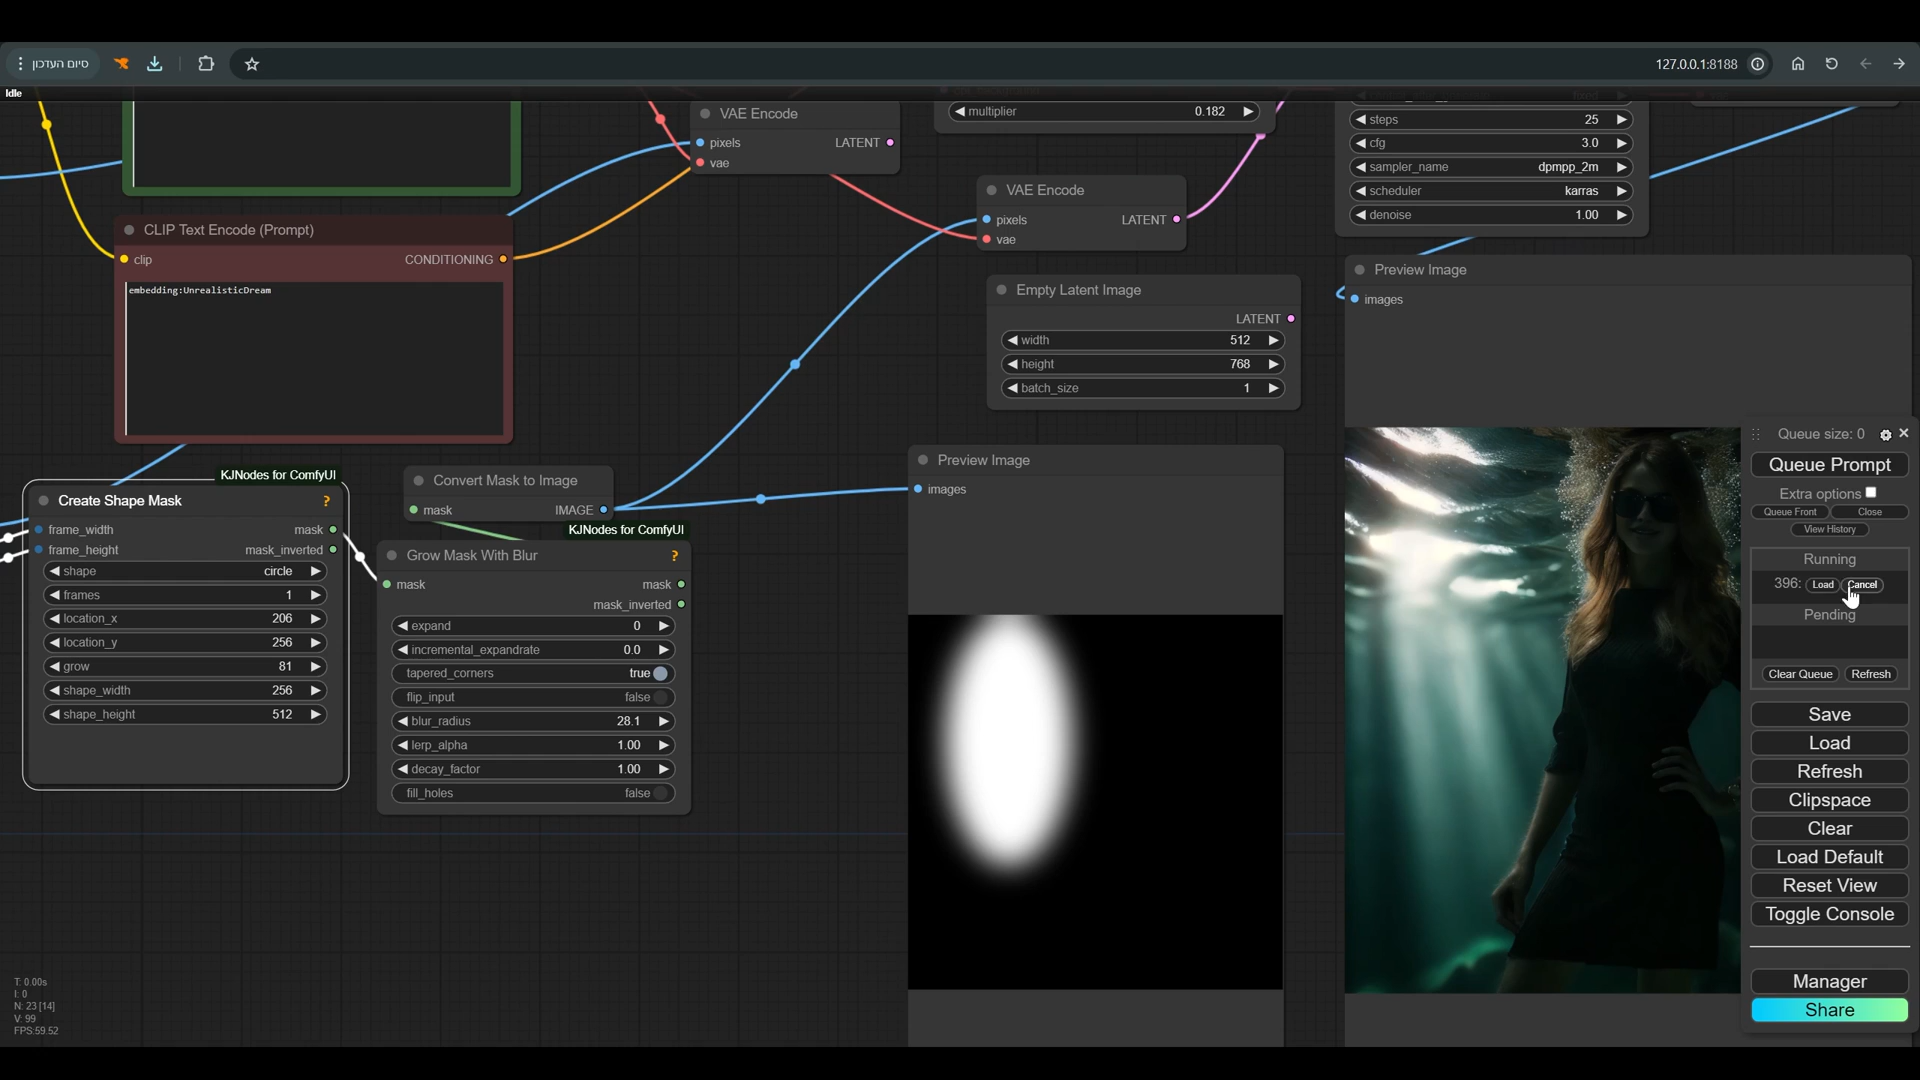 סיום העדכון
127.0.0.1:8188
Idle
VAE Encode
pixels
LATENT
vae
multiplier
0.182
steps
25
cfg
3.0
sampler_name
dpmpp_2m
scheduler
karras
denoise
1.00
VAE Encode
pixels
LATENT
vae
CLIP Text Encode (Prompt)
clip
CONDITIONING
embedding:UnrealisticDream
Empty Latent Image
LATENT
width
512
height
768
batch_size
1
Preview Image
images
KJNodes for ComfyUI
Create Shape Mask
?
frame_width
mask
frame_height
mask_inverted
shape
circle
frames
1
location_x
206
location_y
256
grow
81
shape_width
256
shape_height
512
Convert Mask to Image
mask
IMAGE
KJNodes for ComfyUI
Grow Mask With Blur
?
mask
mask
mask_inverted
expand
0
incremental_expandrate
0.0
tapered_corners
true
flip_input
false
blur_radius
28.1
lerp_alpha
1.00
decay_factor
1.00
fill_holes
false
Preview Image
images
Queue size: 0
Queue Prompt
Extra options
Queue Front
Close
View History
Running
396:
Load
Cancel
Pending
Clear Queue
Refresh
Save
Load
Refresh
Clipspace
Clear
Load Default
Reset View
Toggle Console
Manager
Share
T: 0.00s
I: 0
N: 23 [14]
V: 99
FPS:59.52